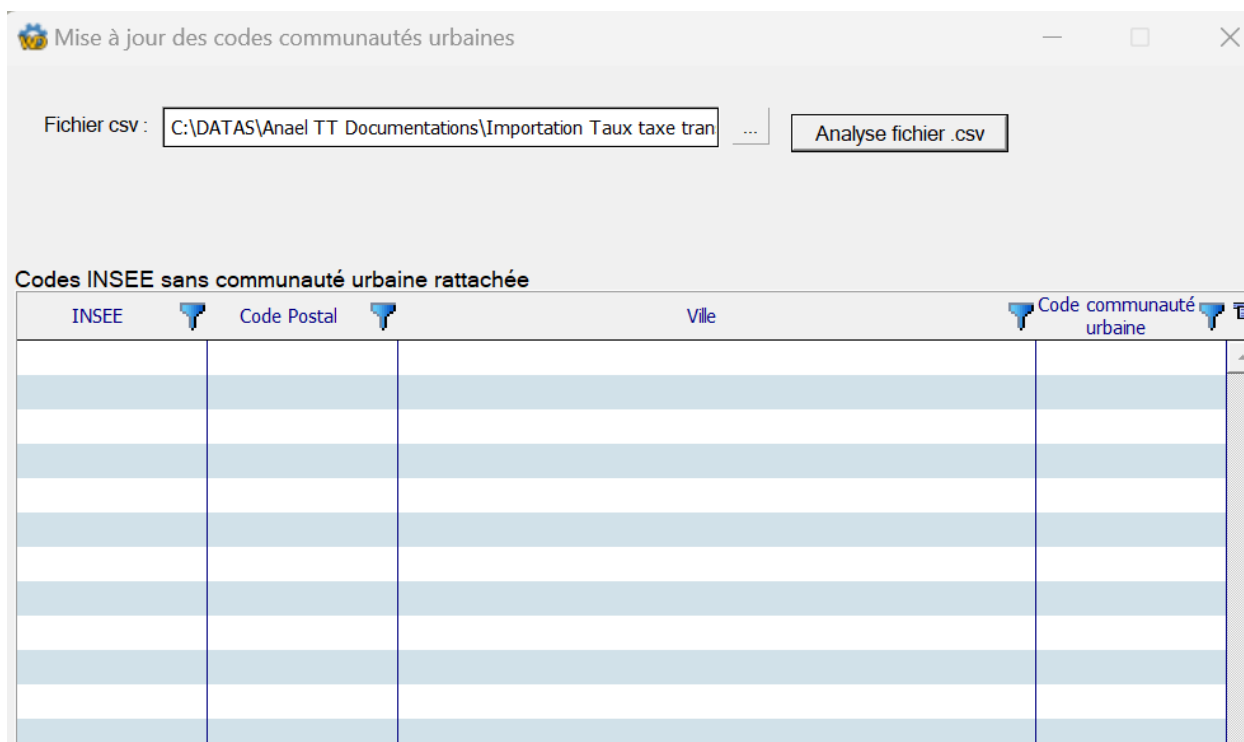 Mise à jour des codes communautés urbaines
Fichier csv : C:\DATAS\Anael TT Documentations\Importation Taux taxe tran ... Analyse fichier .csv
Codes INSEE sans communauté urbaine rattachée
INSEE Code Postal Ville Code communauté
urbaine